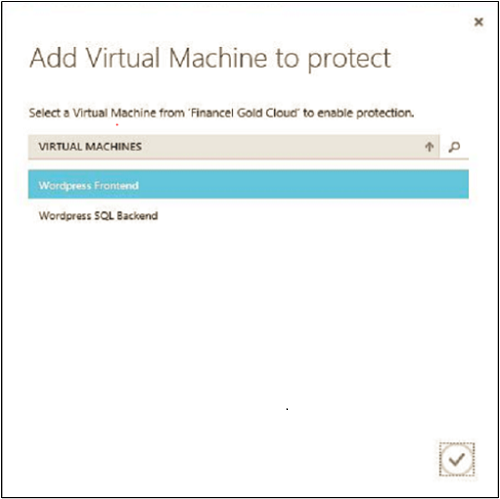 Add Virtual Machine to protect
Select a Virtual Machine from 'Financel Gold Cloud' to enable protection.
VIRTUAL MACHINES
Wordpress Frontend
Wordpress SQL Backend